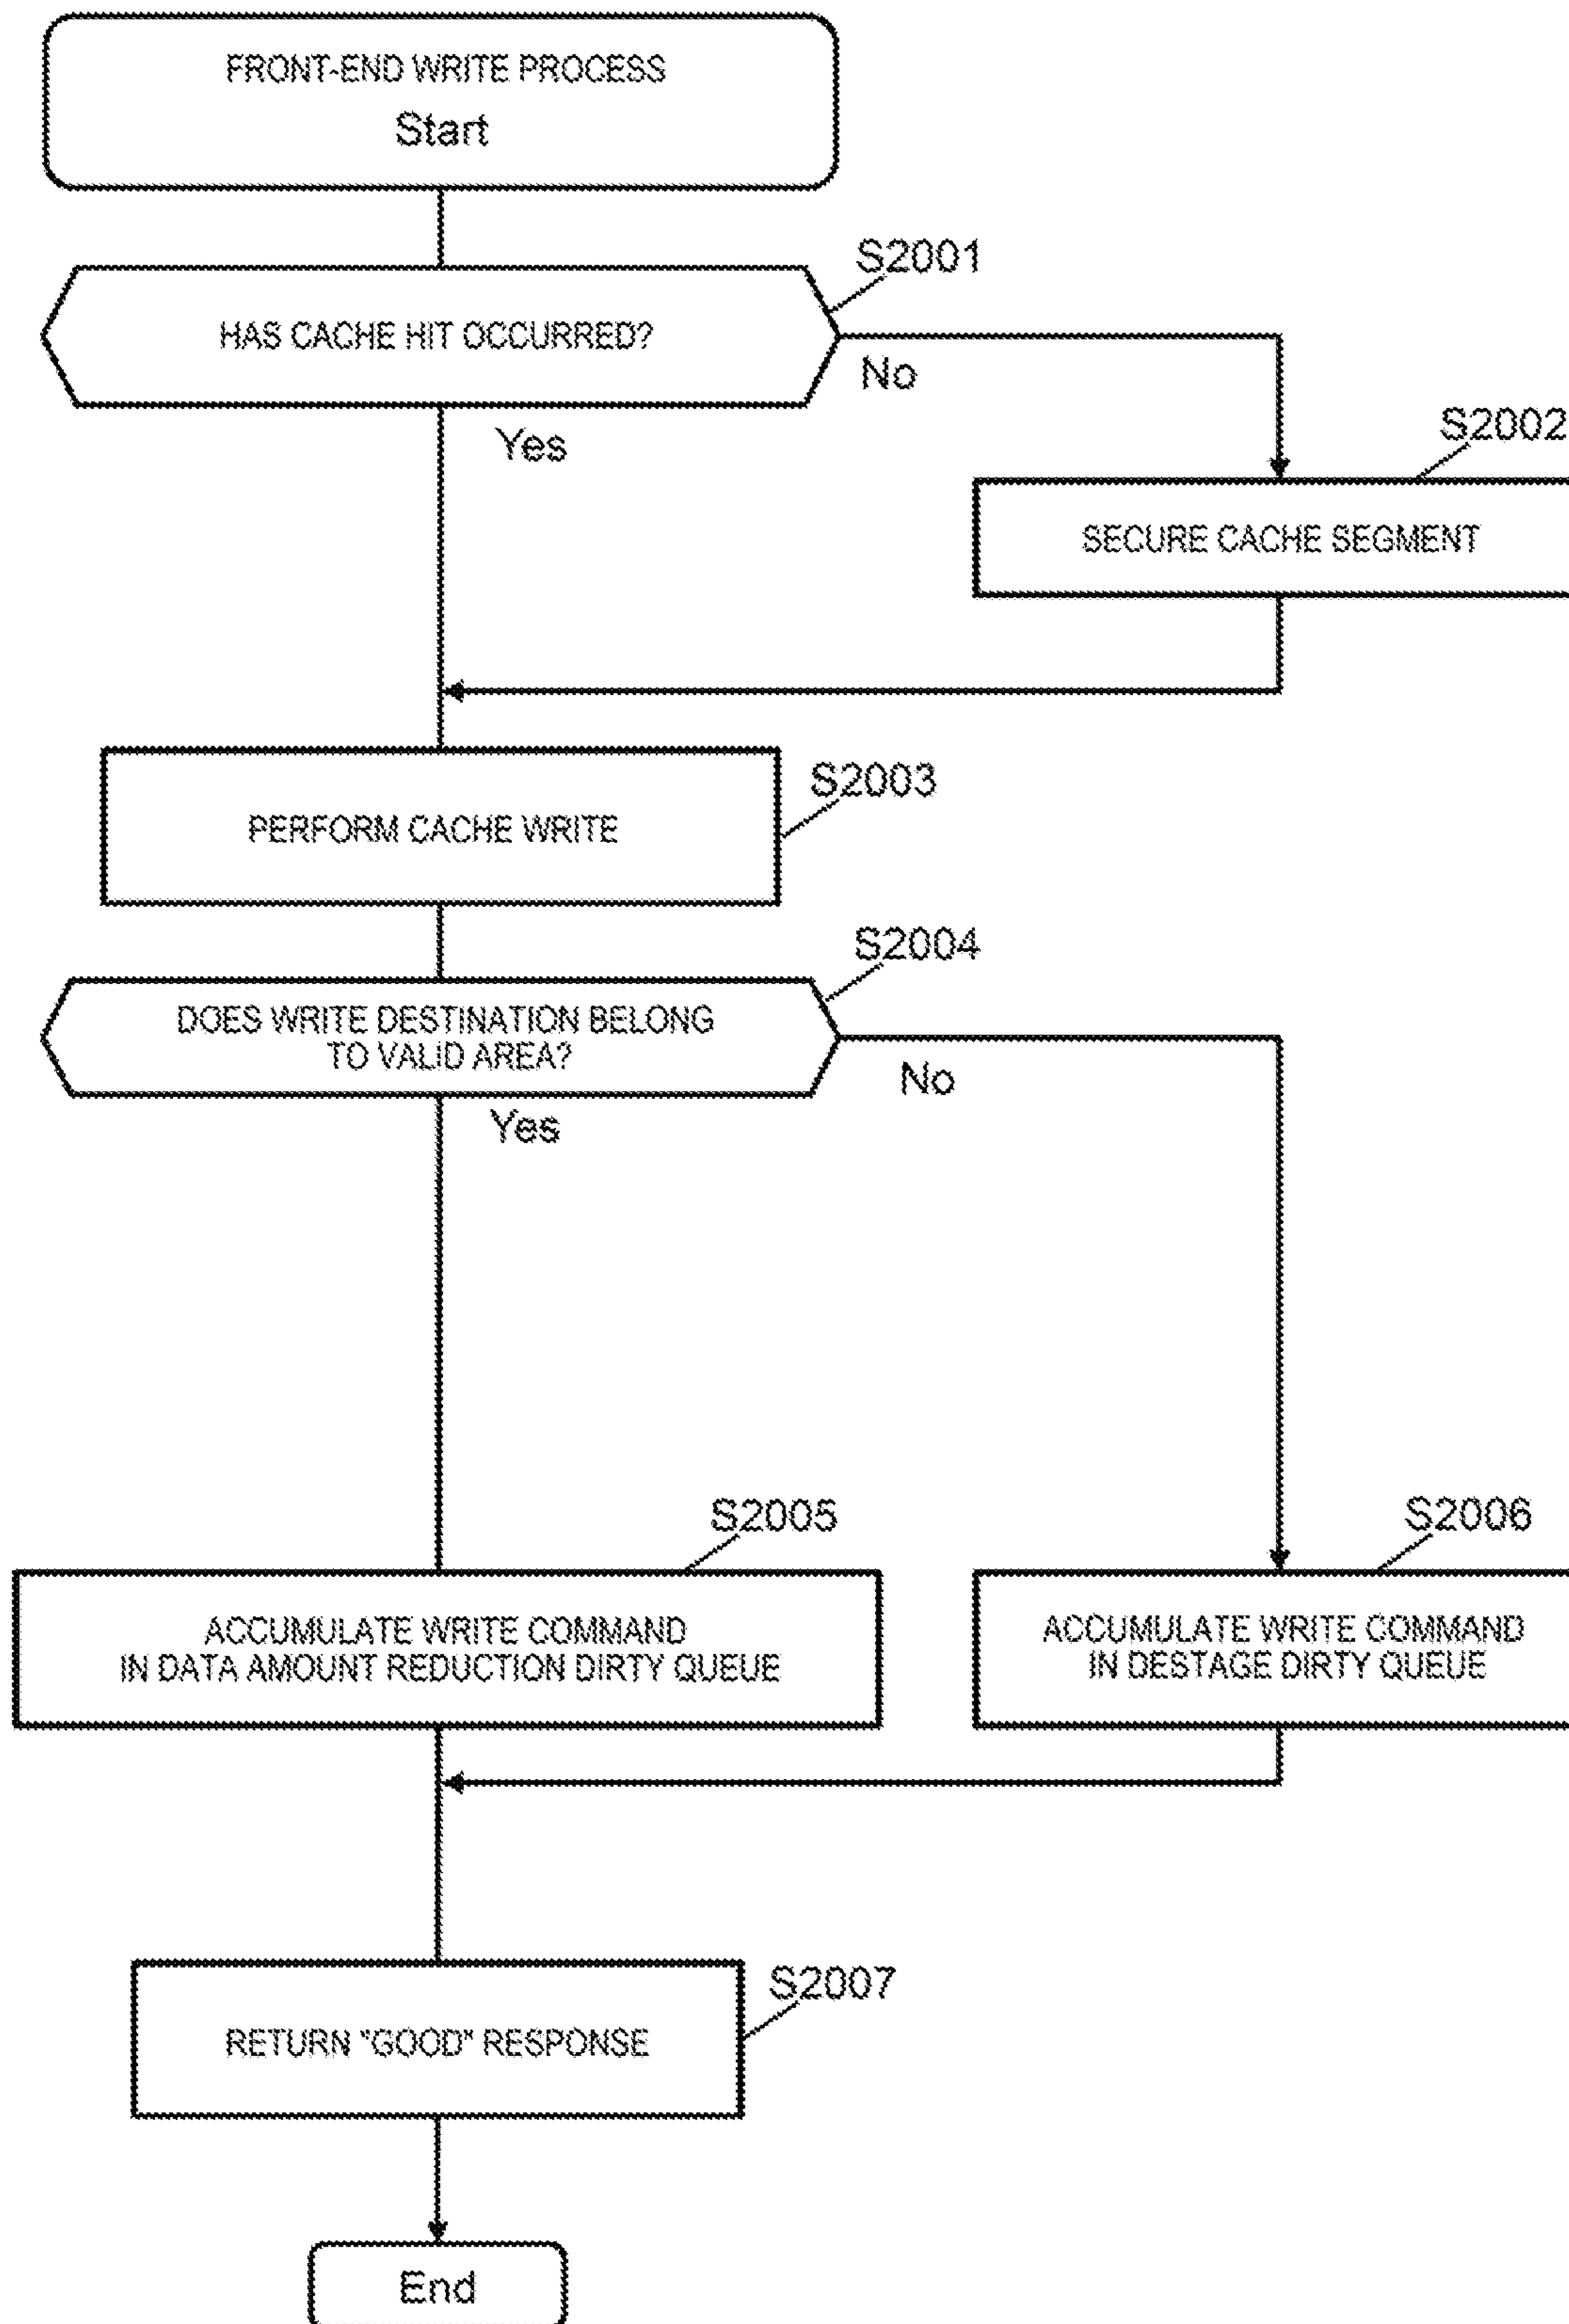 FRONT-END WRITE PROCESS
Start
S2001
HAS CACHE HIT OCCURRED?
No
Yes
S2002
SECURE CACHE SEGMENT
S2003
PERFORM CACHE WRITE
S2004
DOES WRITE DESTINATION BELONG
TO VALID AREA?
No
Yes
S2005
ACCUMULATE WRITE COMMAND
IN DATA AMOUNT REDUCTION DIRTY QUEUE
S2006
ACCUMULATE WRITE COMMAND
IN DESTAGE DIRTY QUEUE
S2007
RETURN "GOOD" RESPONSE
End